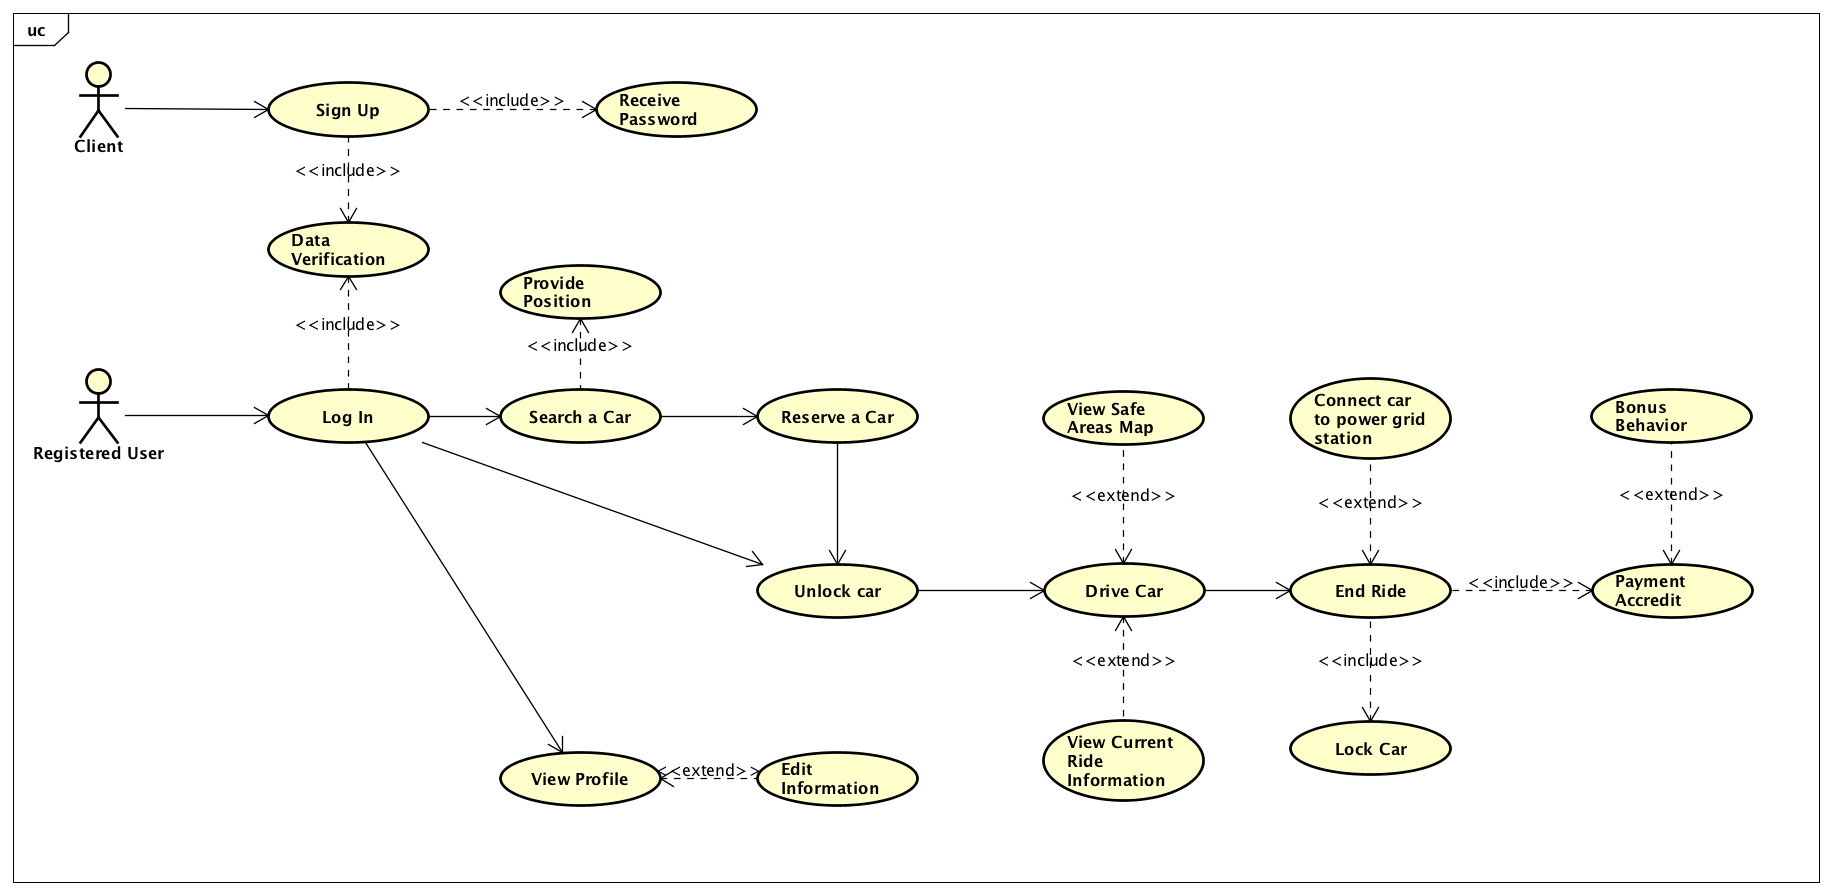 uc
Sign Up
<<include>>
Receive
Password
Client
<<include>>
Data
Verification
Provide
Position
<<include>>
<<include>>
Registered User
Log In
Search a Car
Reserve a Car
View Safe
Areas Map
Connect car
to power grid
station
Bonus
Behavior
<<extend>>
<<extend>>
<<extend>>
Unlock car
Drive Car
End Ride
<<include>>
Payment
Accredit
<<extend>>
<<include>>
View Current
Ride
Information
Lock Car
View Profile
<<extend>>
Edit
Information